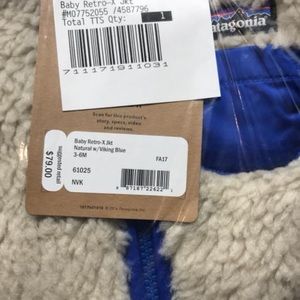 Baby Retro-X Jkt
#M07752055 /4587796
Total TTS Qty: 1
711171911031
patagonia
Scan for this product's
story, specs, video
and reviews.
$79.00
suggested retail
Baby Retro-X Jkt
Natural w/Viking Blue
3-6M
FA17
61025
NVK